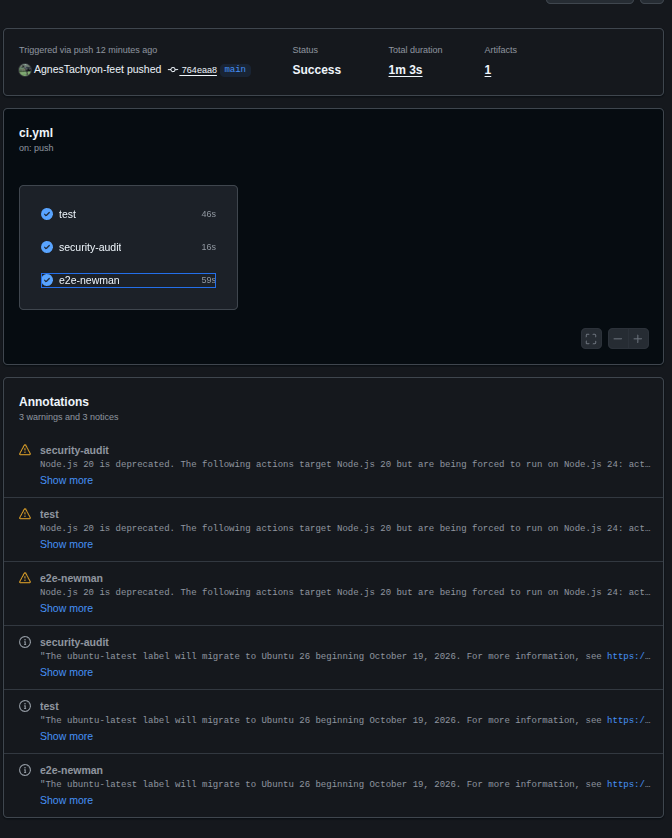 Triggered via push 12 minutes ago
Status
Total duration
Artifacts
AgnesTachyon-feet pushed 764eaa8 main
Success
1m 3s
1
ci.yml
on: push
test 46s
security-audit 16s
e2e-newman 59s
Annotations
3 warnings and 3 notices
security-audit
Node.js 20 is deprecated. The following actions target Node.js 20 but are being forced to run on Node.js 24: act…
Show more
test
Node.js 20 is deprecated. The following actions target Node.js 20 but are being forced to run on Node.js 24: act…
Show more
e2e-newman
Node.js 20 is deprecated. The following actions target Node.js 20 but are being forced to run on Node.js 24: act…
Show more
security-audit
"The ubuntu-latest label will migrate to Ubuntu 26 beginning October 19, 2026. For more information, see https:/…
Show more
test
"The ubuntu-latest label will migrate to Ubuntu 26 beginning October 19, 2026. For more information, see https:/…
Show more
e2e-newman
"The ubuntu-latest label will migrate to Ubuntu 26 beginning October 19, 2026. For more information, see https:/…
Show more